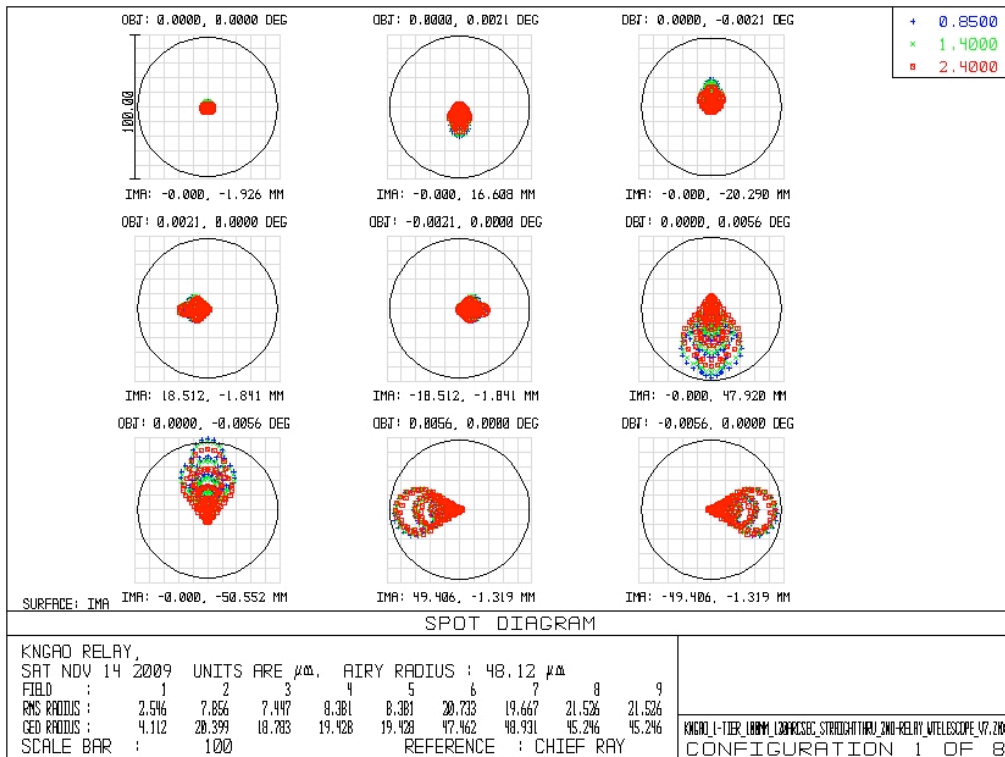 OBJ: 0.0000, 0.0000 DEG
OBJ: 0.0000, 0.0021 DEG
OBJ: 0.0000, -0.0021 DEG
+ 0.8500
× 1.4000
¤ 2.4000
100.00
IMA: -0.000, -1.926 MM
IMA: -0.000, 16.608 MM
IMA: -0.000, -20.290 MM
OBJ: 0.0021, 0.0000 DEG
OBJ: -0.0021, 0.0000 DEG
OBJ: 0.0000, 0.0056 DEG
IMA: 18.512, -1.841 MM
IMA: -18.512, -1.841 MM
IMA: -0.000, 47.920 MM
OBJ: 0.0000, -0.0056 DEG
OBJ: 0.0056, 0.0000 DEG
OBJ: -0.0056, 0.0000 DEG
IMA: -0.000, -50.552 MM
IMA: 49.406, -1.319 MM
IMA: -49.406, -1.319 MM
SURFACE: IMA
SPOT DIAGRAM
KNGAO RELAY,
SAT NOV 14 2009 UNITS ARE µm. AIRY RADIUS : 48.12 µm
FIELD : 1 2 3 4 5 6 7 8 9
RMS RADIUS : 2.546 7.856 7.447 8.381 8.381 20.733 19.667 21.526 21.526
GEO RADIUS : 4.112 20.399 18.783 19.428 19.428 47.462 48.931 45.246 45.246
SCALE BAR : 100 REFERENCE : CHIEF RAY
KNGAO_1-TIER_100MM_120ARCSEC_STRAIGHTTHRU_2ND-RELAY_WTELESCOPE_V7.ZMX
CONFIGURATION 1 OF 8